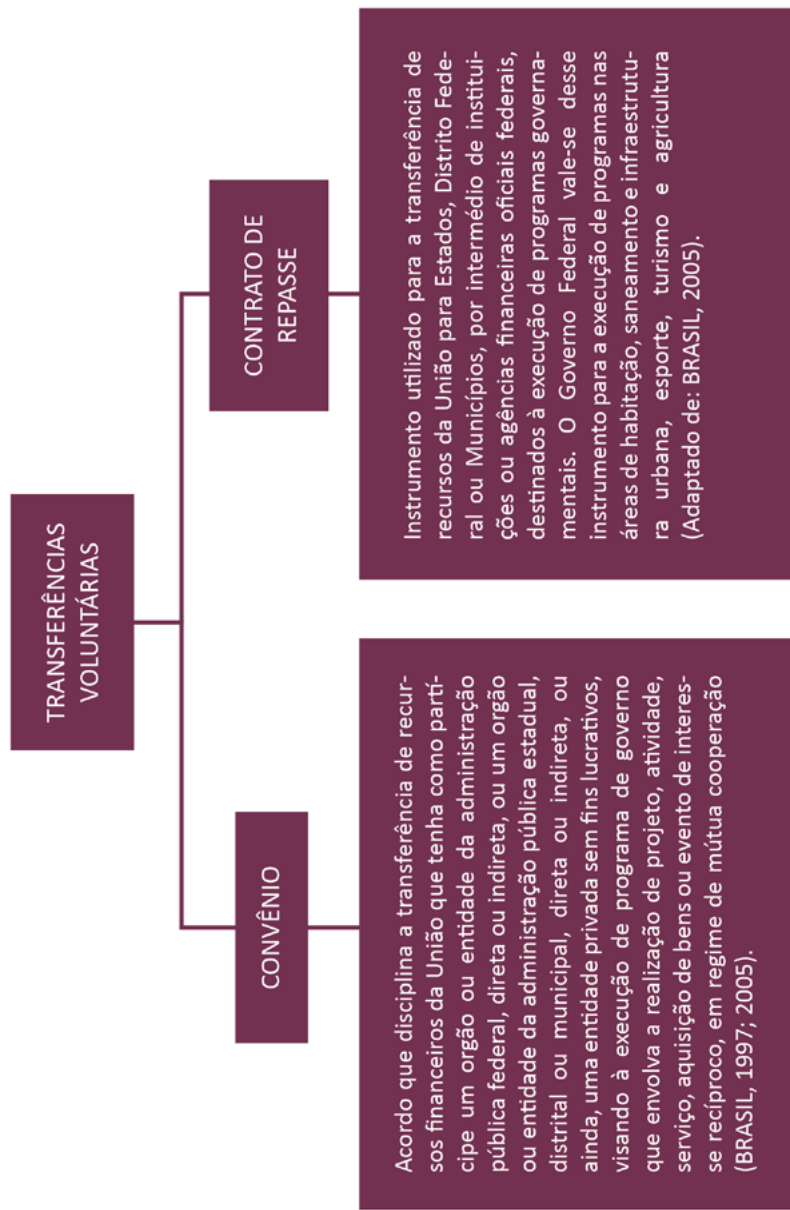 TRANSFERÊNCIAS
VOLUNTÁRIAS
CONVÊNIO
Acordo que disciplina a transferência de recur-
sos financeiros da União que tenha como partí-
cipe um orgão ou entidade da administração
pública federal, direta ou indireta, ou um orgão
ou entidade da administração pública estadual,
distrital ou municipal, direta ou indireta, ou
ainda, uma entidade privada sem fins lucrativos,
visando à execução de programa de governo
que envolva a realização de projeto, atividade,
serviço, aquisição de bens ou evento de interes-
se recíproco, em regime de mútua cooperação
(BRASIL, 1997; 2005).
CONTRATO DE
REPASSE
Instrumento utilizado para a transferência de
recursos da União para Estados, Distrito Fede-
ral ou Municípios, por intermédio de institui-
ções ou agências financeiras oficiais federais,
destinados à execução de programas governa-
mentais. O Governo Federal vale-se desse
instrumento para a execução de programas nas
áreas de habitação, saneamento e infraestrutu-
ra urbana, esporte, turismo e agricultura
(Adaptado de: BRASIL, 2005).